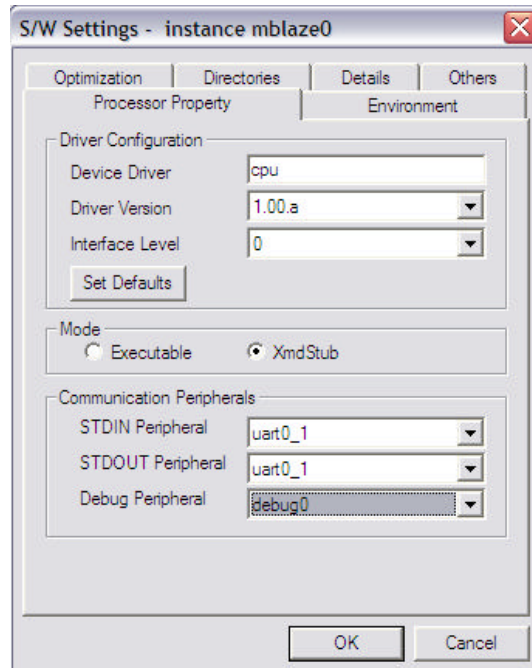 S/W Settings - instance mblaze0
Optimization Directories Details Others
Processor Property Environment
Driver Configuration
Device Driver cpu
Driver Version 1.00.a
Interface Level 0
Set Defaults
Mode
Executable XmdStub
Communication Peripherals
STDIN Peripheral uart0_1
STDOUT Peripheral uart0_1
Debug Peripheral debug0
OK Cancel